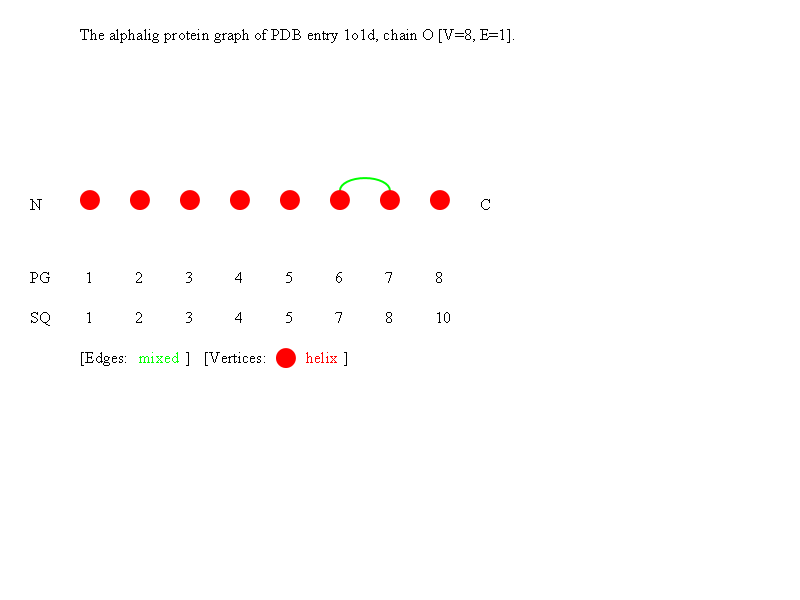 The alphalig protein graph of PDB entry 1o1d, chain O [V=8, E=1].
N C
PG 1 2 3 4 5 6 7 8
SQ 1 2 3 4 5 7 8 10
[Edges: mixed ] [Vertices: helix ]